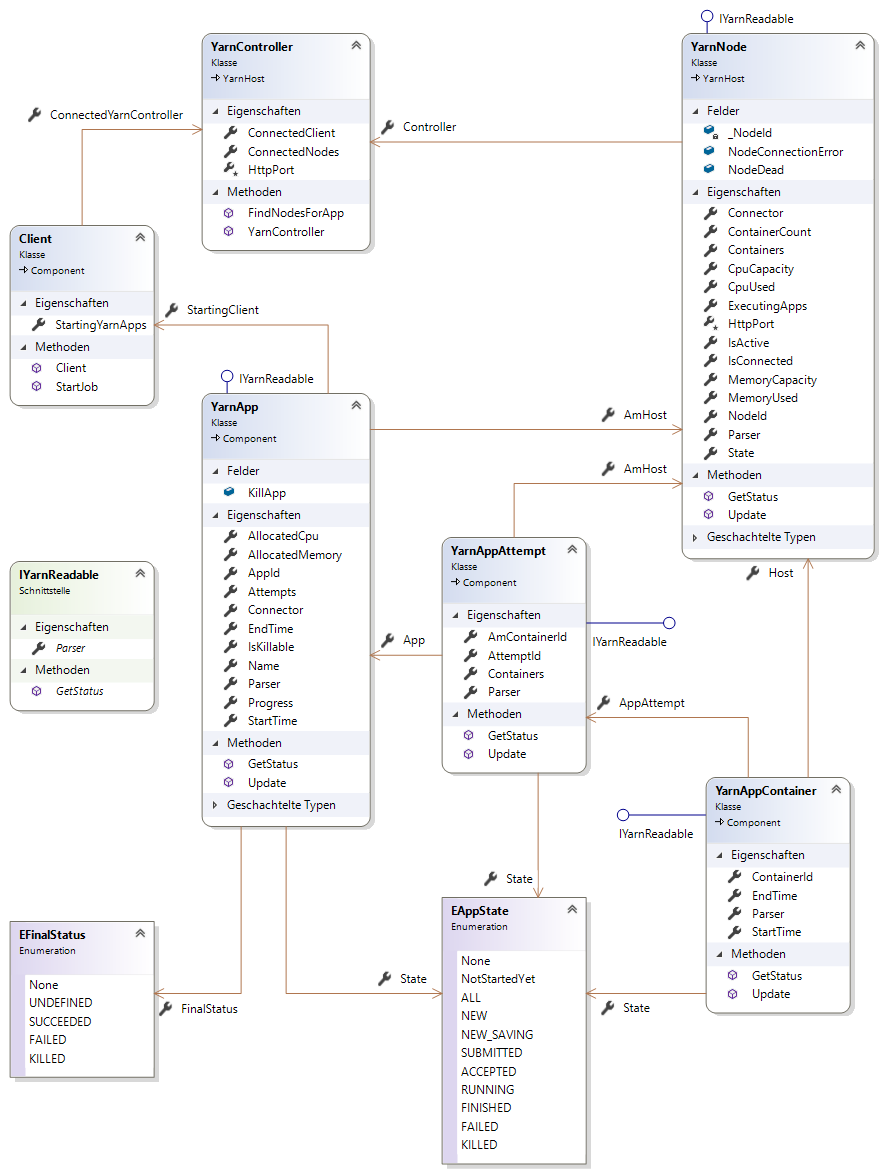 IYarnReadable
YarnController
Klasse
YarnHost
Eigenschaften
ConnectedClient
ConnectedNodes
HttpPort
Methoden
FindNodesForApp
YarnController
ConnectedYarnController
Controller
YarnNode
Klasse
YarnHost
Felder
_NodeId
NodeConnectionError
NodeDead
Eigenschaften
Connector
ContainerCount
Containers
CpuCapacity
CpuUsed
ExecutingApps
HttpPort
IsActive
IsConnected
MemoryCapacity
MemoryUsed
NodeId
Parser
State
Methoden
GetStatus
Update
Geschachtelte Typen
Client
Klasse
Component
Eigenschaften
StartingYarnApps
Methoden
Client
StartJob
StartingClient
IYarnReadable
YarnApp
Klasse
Component
Felder
KillApp
Eigenschaften
AllocatedCpu
AllocatedMemory
AppId
Attempts
Connector
EndTime
IsKillable
Name
Parser
Progress
StartTime
Methoden
GetStatus
Update
Geschachtelte Typen
AmHost
AmHost
YarnAppAttempt
Klasse
Component
Eigenschaften
AmContainerId
AttemptId
Containers
Parser
Methoden
GetStatus
Update
IYarnReadable
App
Host
IYarnReadable
Schnittstelle
Eigenschaften
Parser
Methoden
GetStatus
AppAttempt
YarnAppContainer
Klasse
Component
Eigenschaften
ContainerId
EndTime
Parser
StartTime
Methoden
GetStatus
Update
IYarnReadable
State
EFinalStatus
Enumeration
None
UNDEFINED
SUCCEEDED
FAILED
KILLED
FinalStatus
State
EAppState
Enumeration
None
NotStartedYet
ALL
NEW
NEW_SAVING
SUBMITTED
ACCEPTED
RUNNING
FINISHED
FAILED
KILLED
State